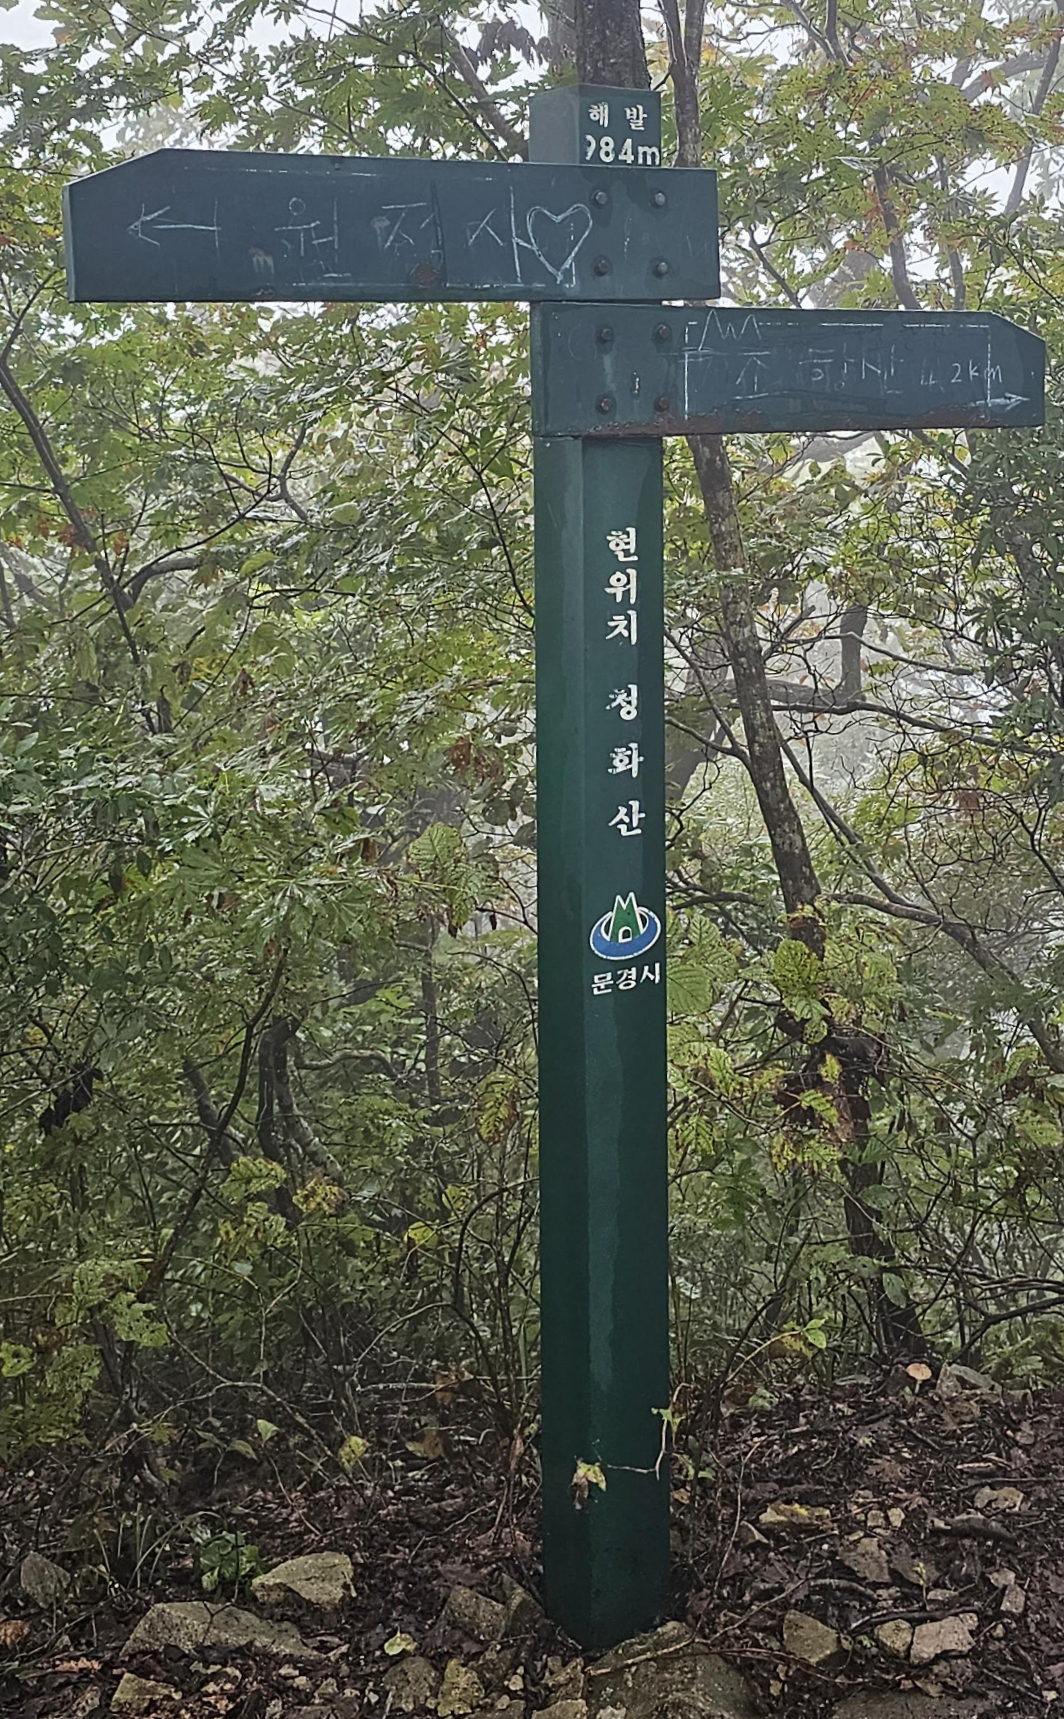 해발
984m
← 원적사♡
조항산 4.2km
→
현위치 청화산
문경시